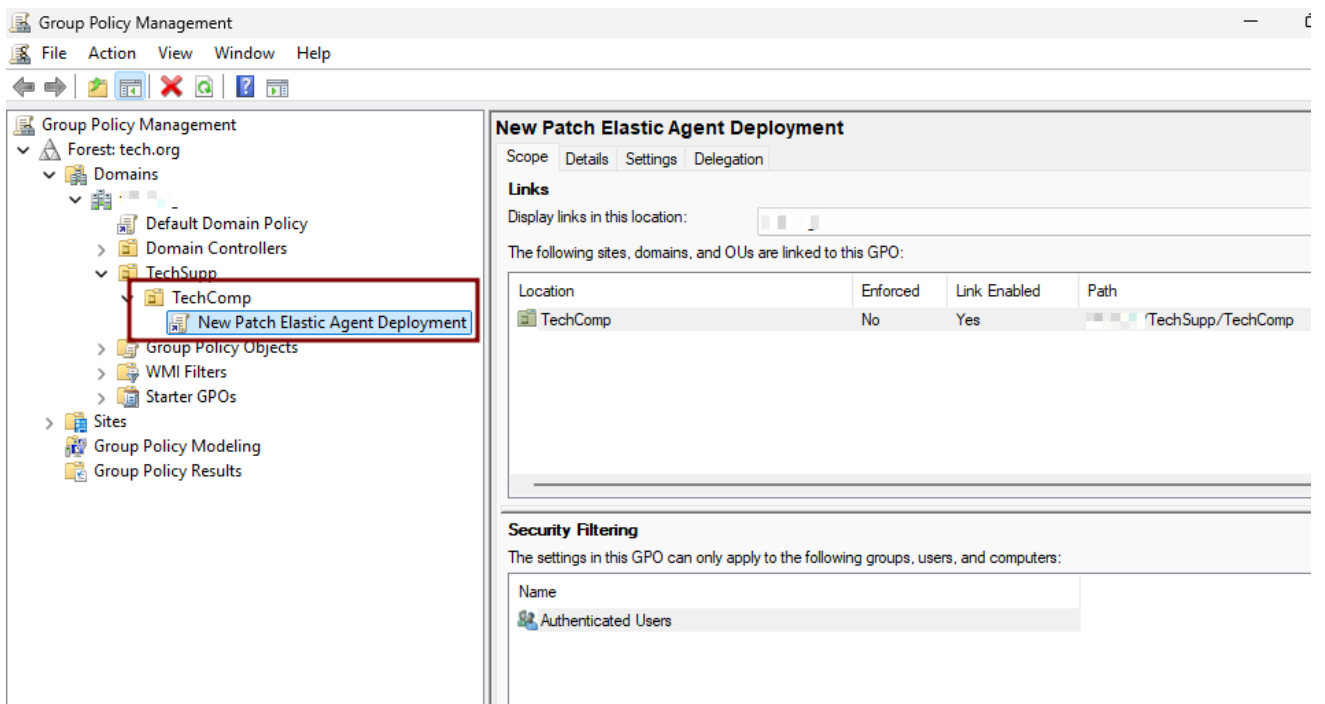 Group Policy Management
File Action View Window Help
Group Policy Management
Forest: tech.org
Domains
Default Domain Policy
Domain Controllers
TechSupp
TechComp
New Patch Elastic Agent Deployment
Group Policy Objects
WMI Filters
Starter GPOs
Sites
Group Policy Modeling
Group Policy Results
New Patch Elastic Agent Deployment
Scope Details Settings Delegation
Links
Display links in this location:
The following sites, domains, and OUs are linked to this GPO:
Location Enforced Link Enabled Path
TechComp No Yes /TechSupp/TechComp
Security Filtering
The settings in this GPO can only apply to the following groups, users, and computers:
Name
Authenticated Users